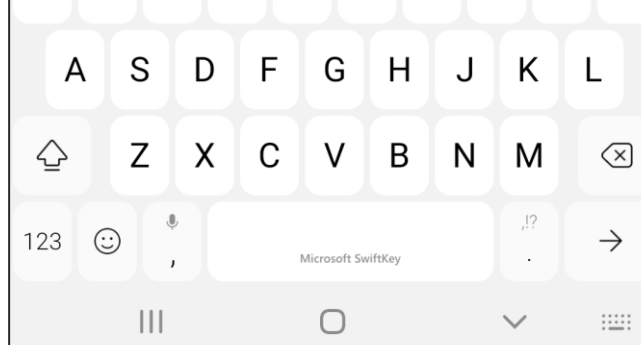 A S D F G H J K L
Z X C V B N M
,!?
123 , Microsoft SwiftKey .